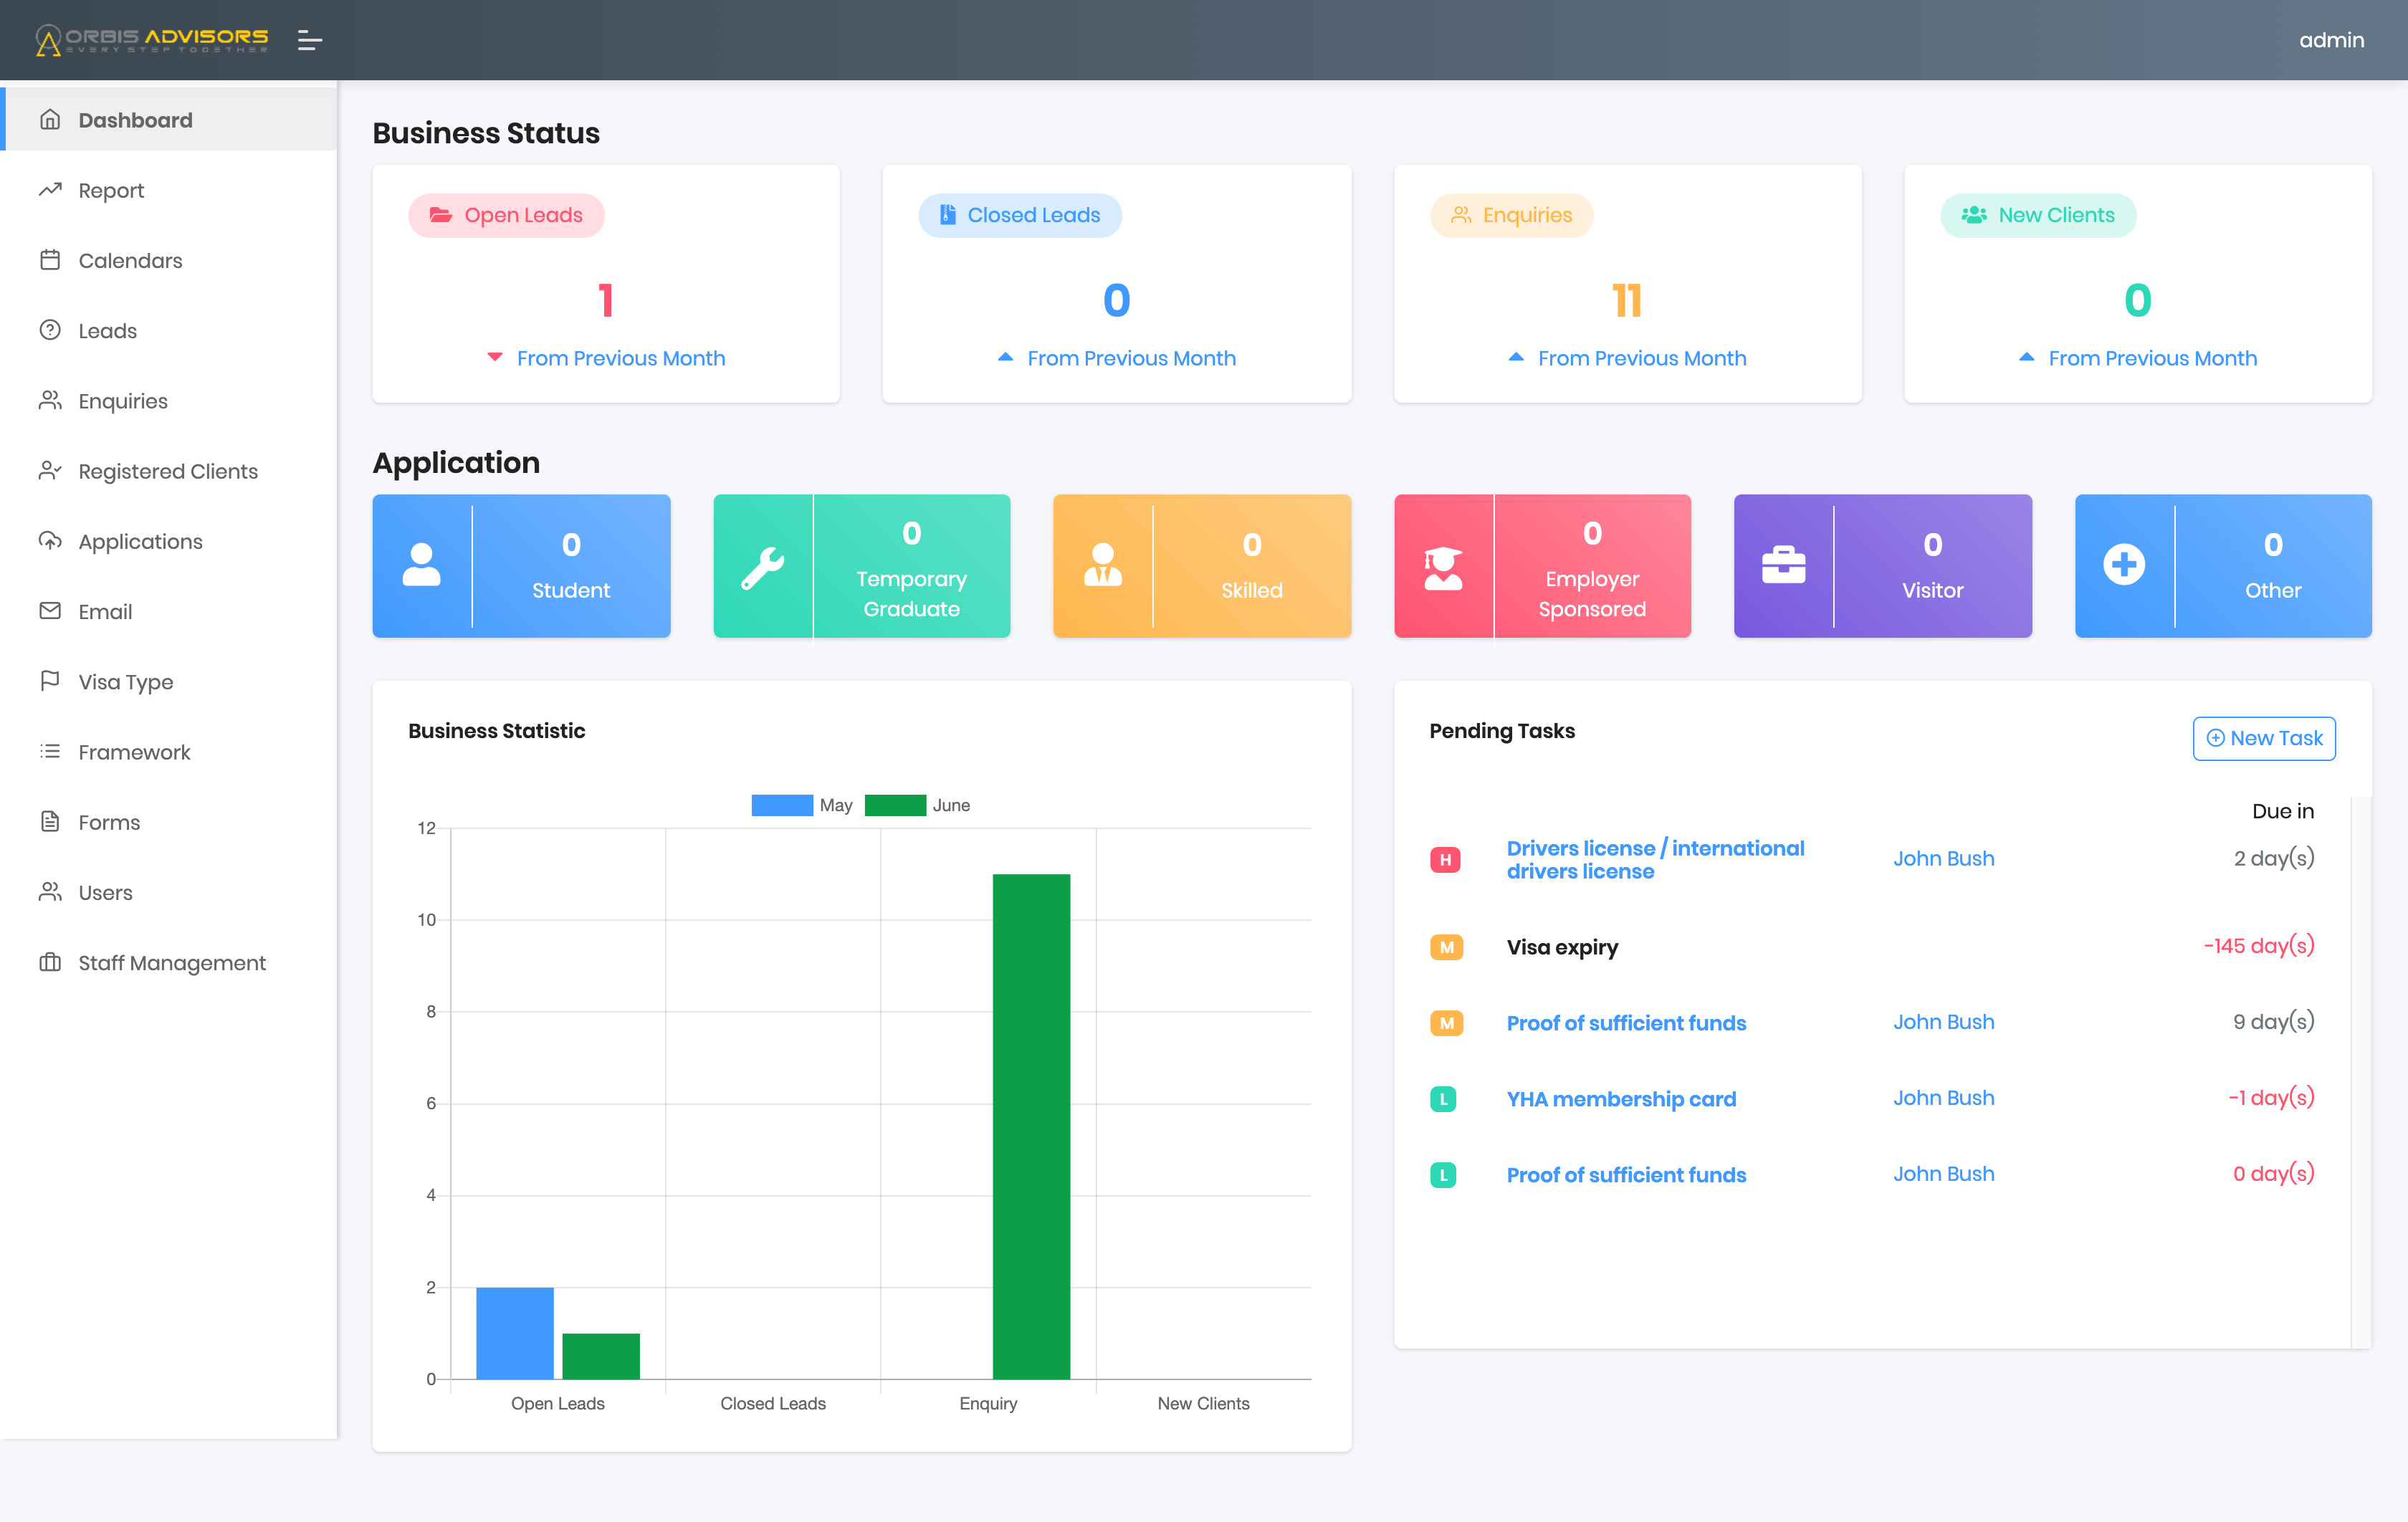 ORBIS ADVISORS
EVERY STEP TOGETHER
admin
Dashboard
Report
Calendars
Leads
Enquiries
Registered Clients
Applications
Email
Visa Type
Framework
Forms
Users
Staff Management
Business Status
Open Leads
1
From Previous Month
Closed Leads
0
From Previous Month
Enquiries
11
From Previous Month
New Clients
0
From Previous Month
Application
0
Student
0
Temporary
Graduate
0
Skilled
0
Employer
Sponsored
0
Visitor
0
Other
Business Statistic
May June
12
10
8
6
4
2
0
Open Leads Closed Leads Enquiry New Clients
Pending Tasks
New Task
Due in
H Drivers license / international John Bush 2 day(s)
drivers license
M Visa expiry -145 day(s)
M Proof of sufficient funds John Bush 9 day(s)
L YHA membership card John Bush -1 day(s)
L Proof of sufficient funds John Bush 0 day(s)